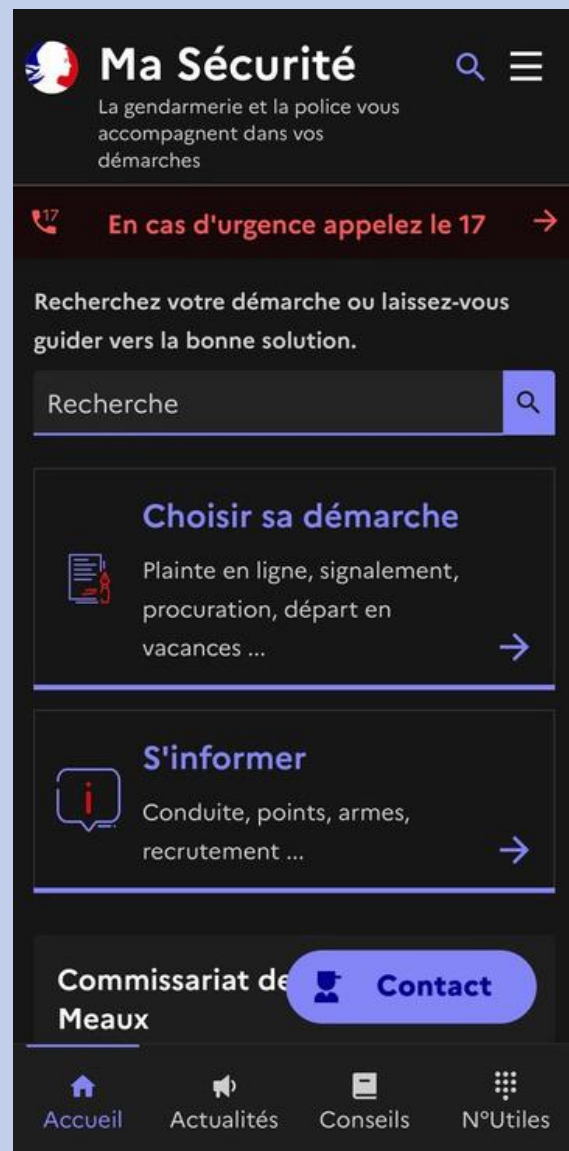 Ma Sécurité
La gendarmerie et la police vous
accompagnent dans vos
démarches
17
En cas d'urgence appelez le 17
Recherchez votre démarche ou laissez-vous
guider vers la bonne solution.
Recherche
Choisir sa démarche
Plainte en ligne, signalement,
procuration, départ en
vacances ...
S'informer
Conduite, points, armes,
recrutement ...
Commissariat de
Meaux
Contact
Accueil
Actualités
Conseils
N°Utiles